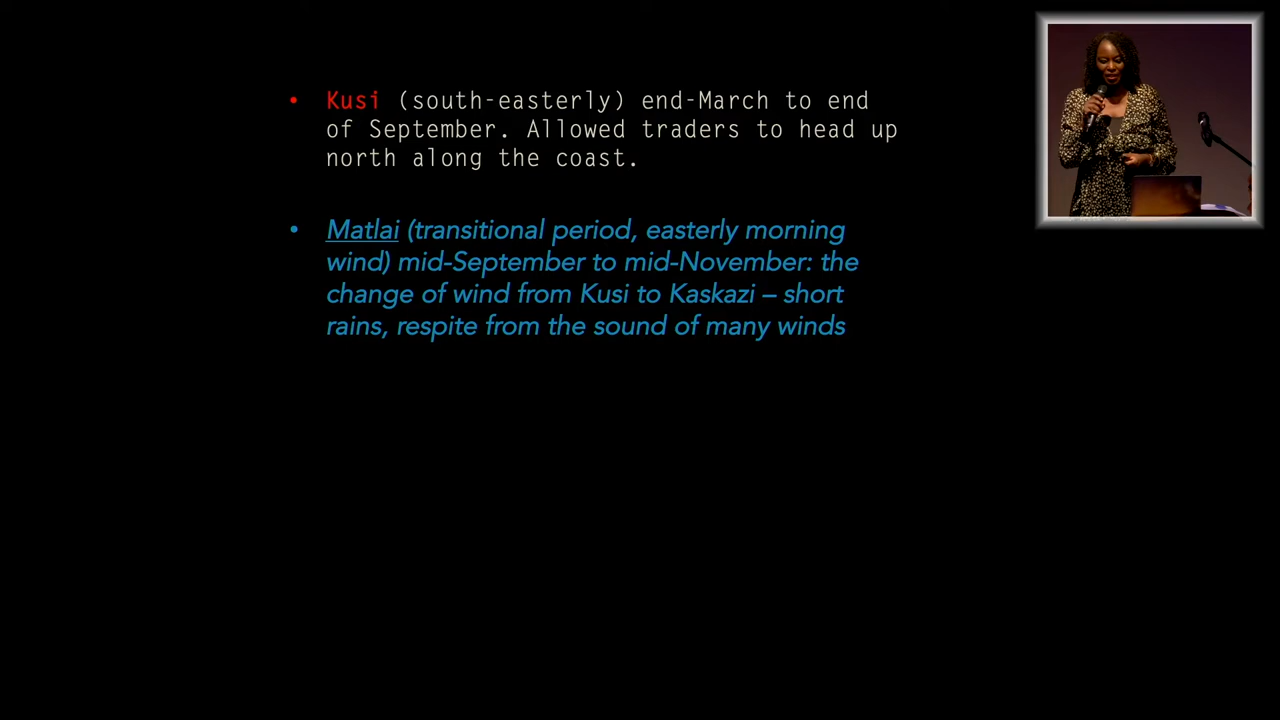 • Kusi (south-easterly) end-March to end
of September. Allowed traders to head up
north along the coast.
• Matlai (transitional period, easterly morning
wind) mid-September to mid-November: the
change of wind from Kusi to Kaskazi – short
rains, respite from the sound of many winds